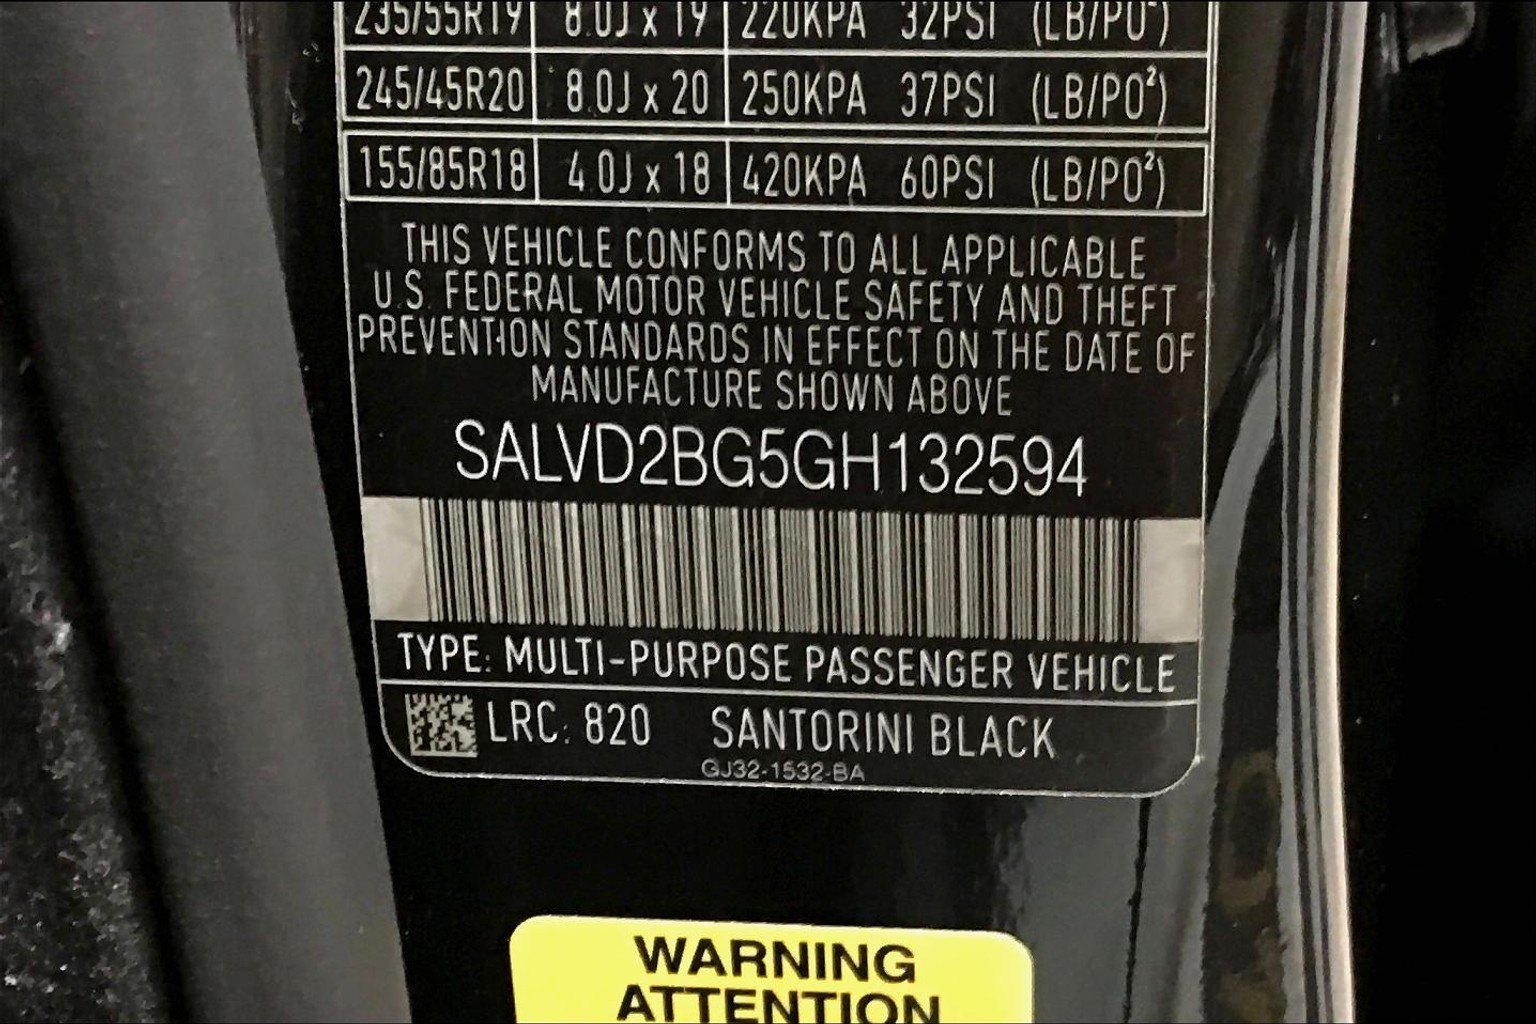 235/55R19 8.0J x 19 220KPA 32PSI (LB/PO²)
245/45R20 8.0J x 20 250KPA 37PSI (LB/PO²)
155/85R18 4.0J x 18 420KPA 60PSI (LB/PO²)
THIS VEHICLE CONFORMS TO ALL APPLICABLE
U.S. FEDERAL MOTOR VEHICLE SAFETY AND THEFT
PREVENTION STANDARDS IN EFFECT ON THE DATE OF
MANUFACTURE SHOWN ABOVE
SALVD2BG5GH132594
TYPE: MULTI-PURPOSE PASSENGER VEHICLE
LRC: 820 SANTORINI BLACK
GJ32-1532-BA
WARNING
ATTENTION